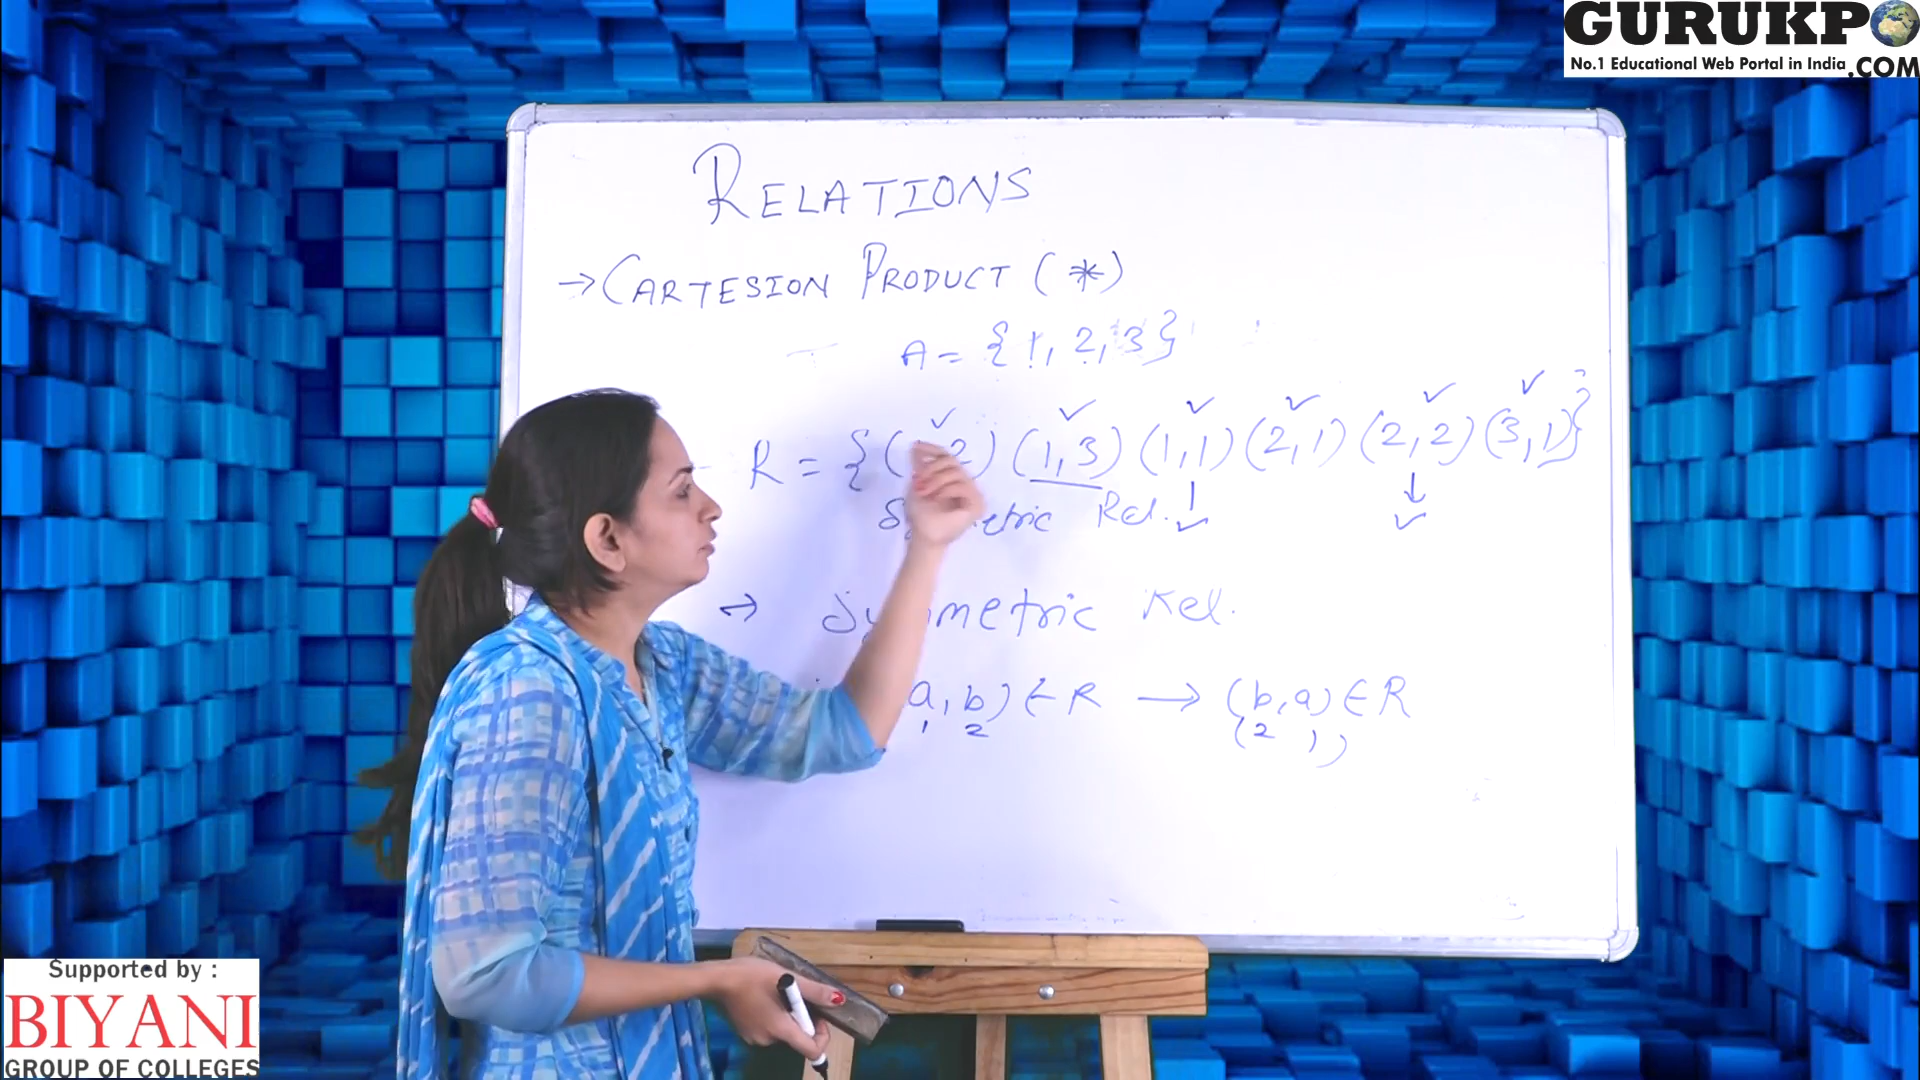 GURUKPO
No.1 Educational Web Portal in India .COM
RELATIONS
→ CARTESION PRODUCT (*)
A = {1, 2, 3}
R = {( 2) (1,3) (1,1) (2,1) (2,2) (3,1)}
Rel.
→ Rel.
a, b) ∈ R → (b,a) ∈ R
1 2 (2 1)
Supported by :
BIYANI
GROUP OF COLLEGES